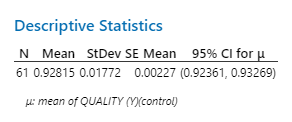 Descriptive Statistics
N Mean StDev SE Mean 95% CI for μ
61 0.92815 0.01772 0.00227 (0.92361, 0.93269)
μ: mean of QUALITY (Y)(control)